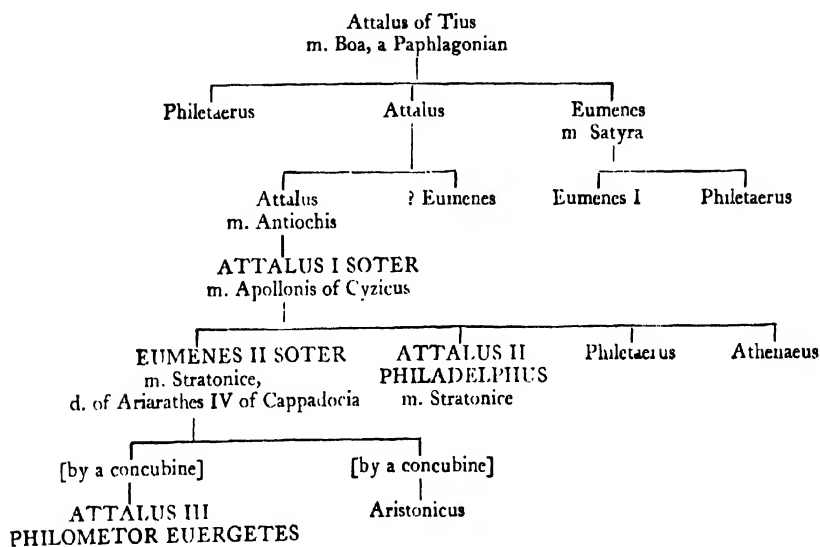 Attalus of Tius
m. Boa, a Paphlagonian
Philetaerus Attalus Eumenes
m Satyra
Attalus ? Eumenes Eumenes I Philetaerus
m. Antiochis
ATTALUS I SOTER
m. Apollonis of Cyzicus
EUMENES II SOTER ATTALUS II Philetaerus Athenaeus
m. Stratonice, PHILADELPHUS
d. of Ariarathes IV of Cappadocia m. Stratonice
[by a concubine] [by a concubine]
ATTALUS III Aristonicus
PHILOMETOR EUERGETES